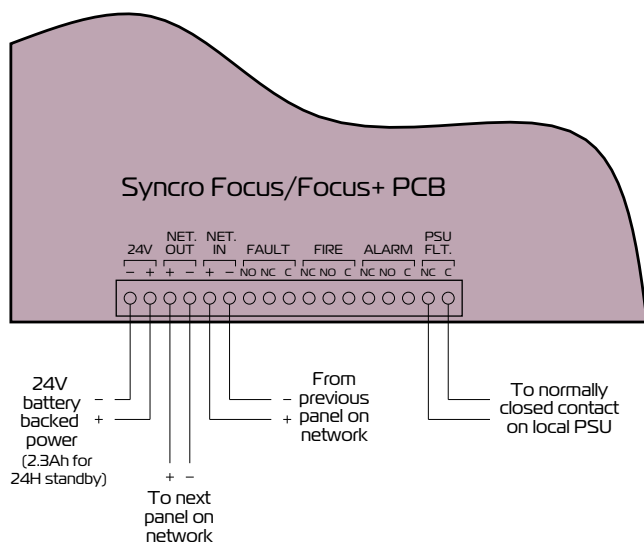 Syncro Focus/Focus+ PCB
24V NET. OUT NET. IN FAULT FIRE ALARM PSU FLT.
− + + − + − NO NC C NC NO C NC NO C NC C
24V
battery
backed
power
(2.3Ah for
24H standby)
−
+
+ −
To next
panel on
network
−
+
From
previous
panel on
network
To normally
closed contact
on local PSU